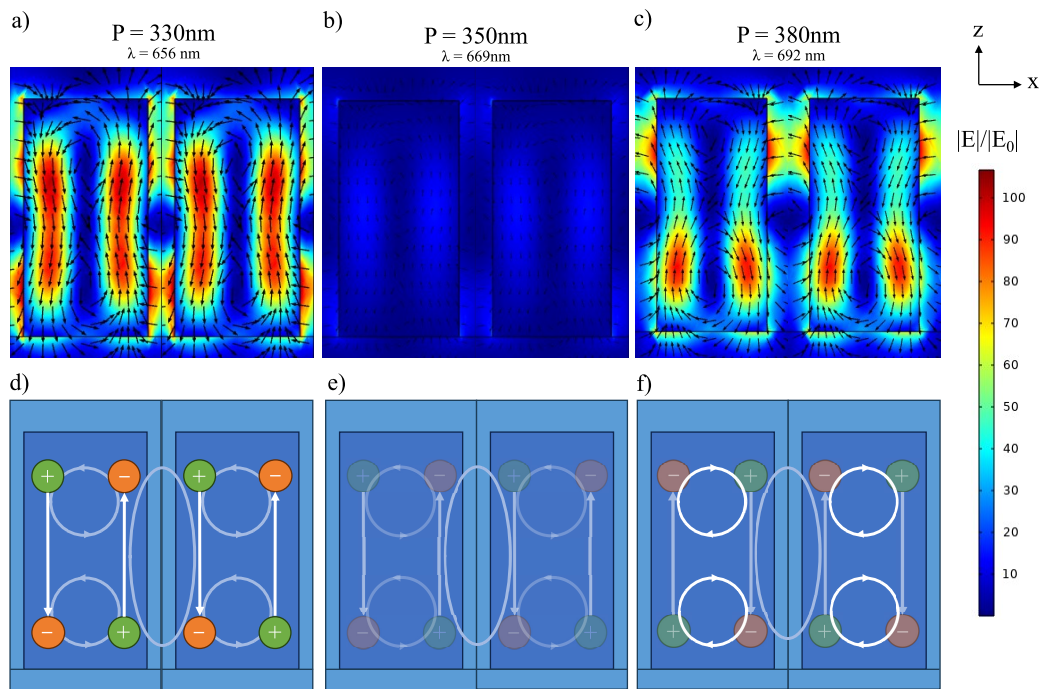 a)
P = 330nm
λ = 656 nm
b)
P = 350nm
λ = 669nm
c)
P = 380nm
λ = 692 nm
z
x
|E|/|E₀|
100
90
80
70
60
50
40
30
20
10
d)
+ − + −
− + − +
e)
+ − + −
− + − +
f)
− + − +
+ − + −